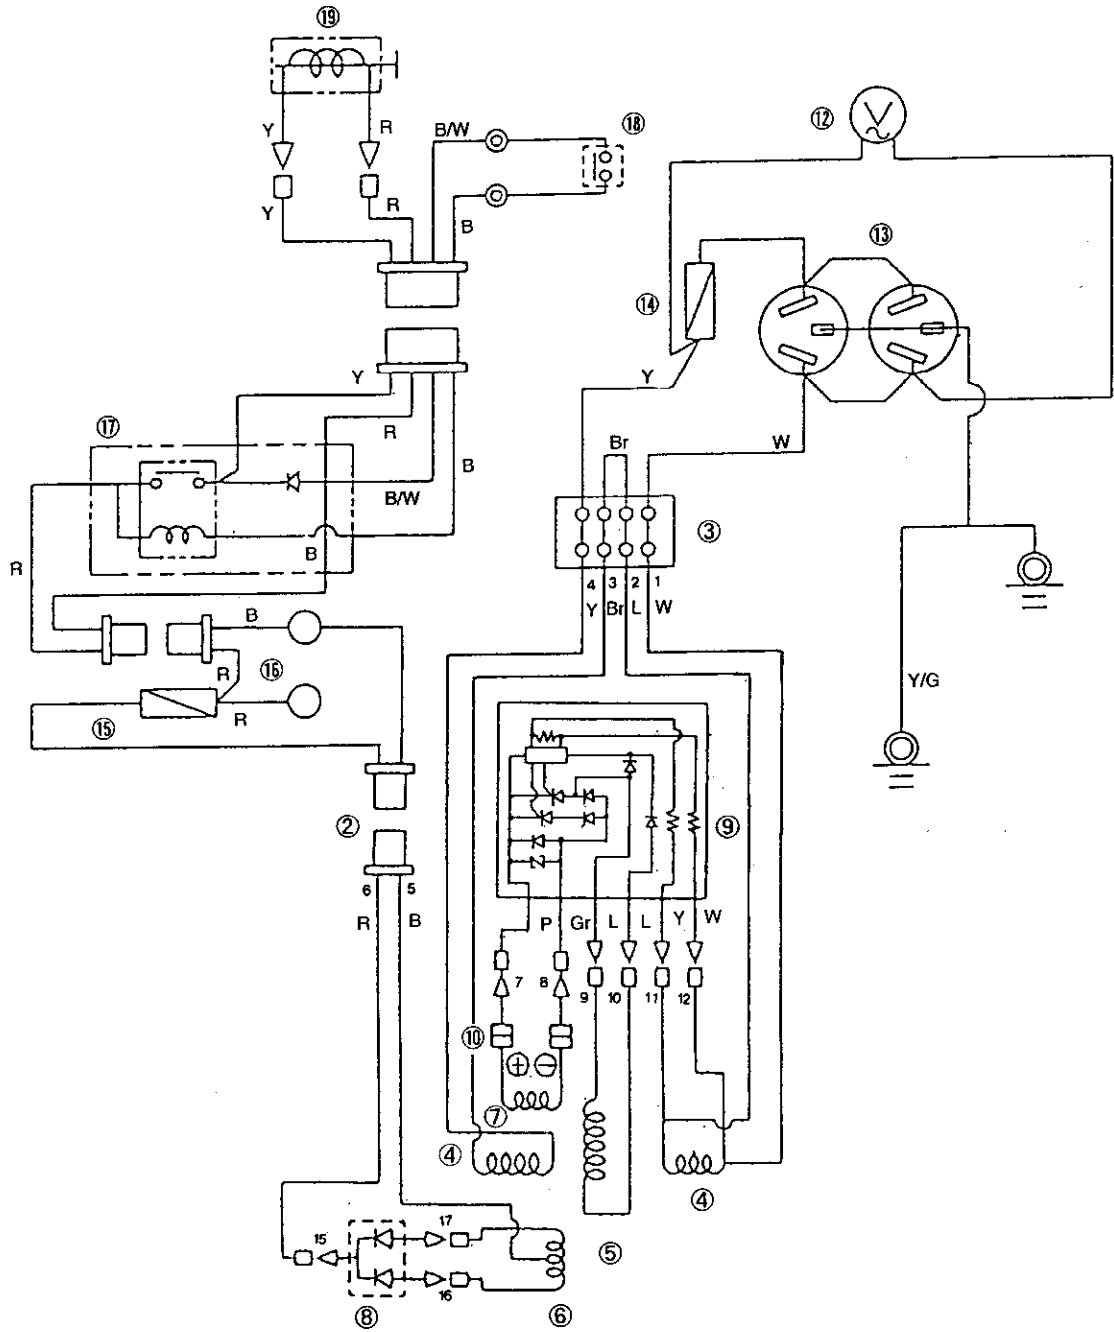 ⑲
Y R
B/W
⑱
Y R
B
⑫
V
⑬
⑭
Y
R
Y
⑰
B
B/W
B
R
Br
W
③
4 3 2 1
Y Br L W
B
⑯
R
R
⑮
Y/G
②
6 5
R B
⑨
P Gr L L Y W
7 8 9 10 11 12
⑩
+ −
⑦
④
④
⑤
15 17
16
⑧
⑥